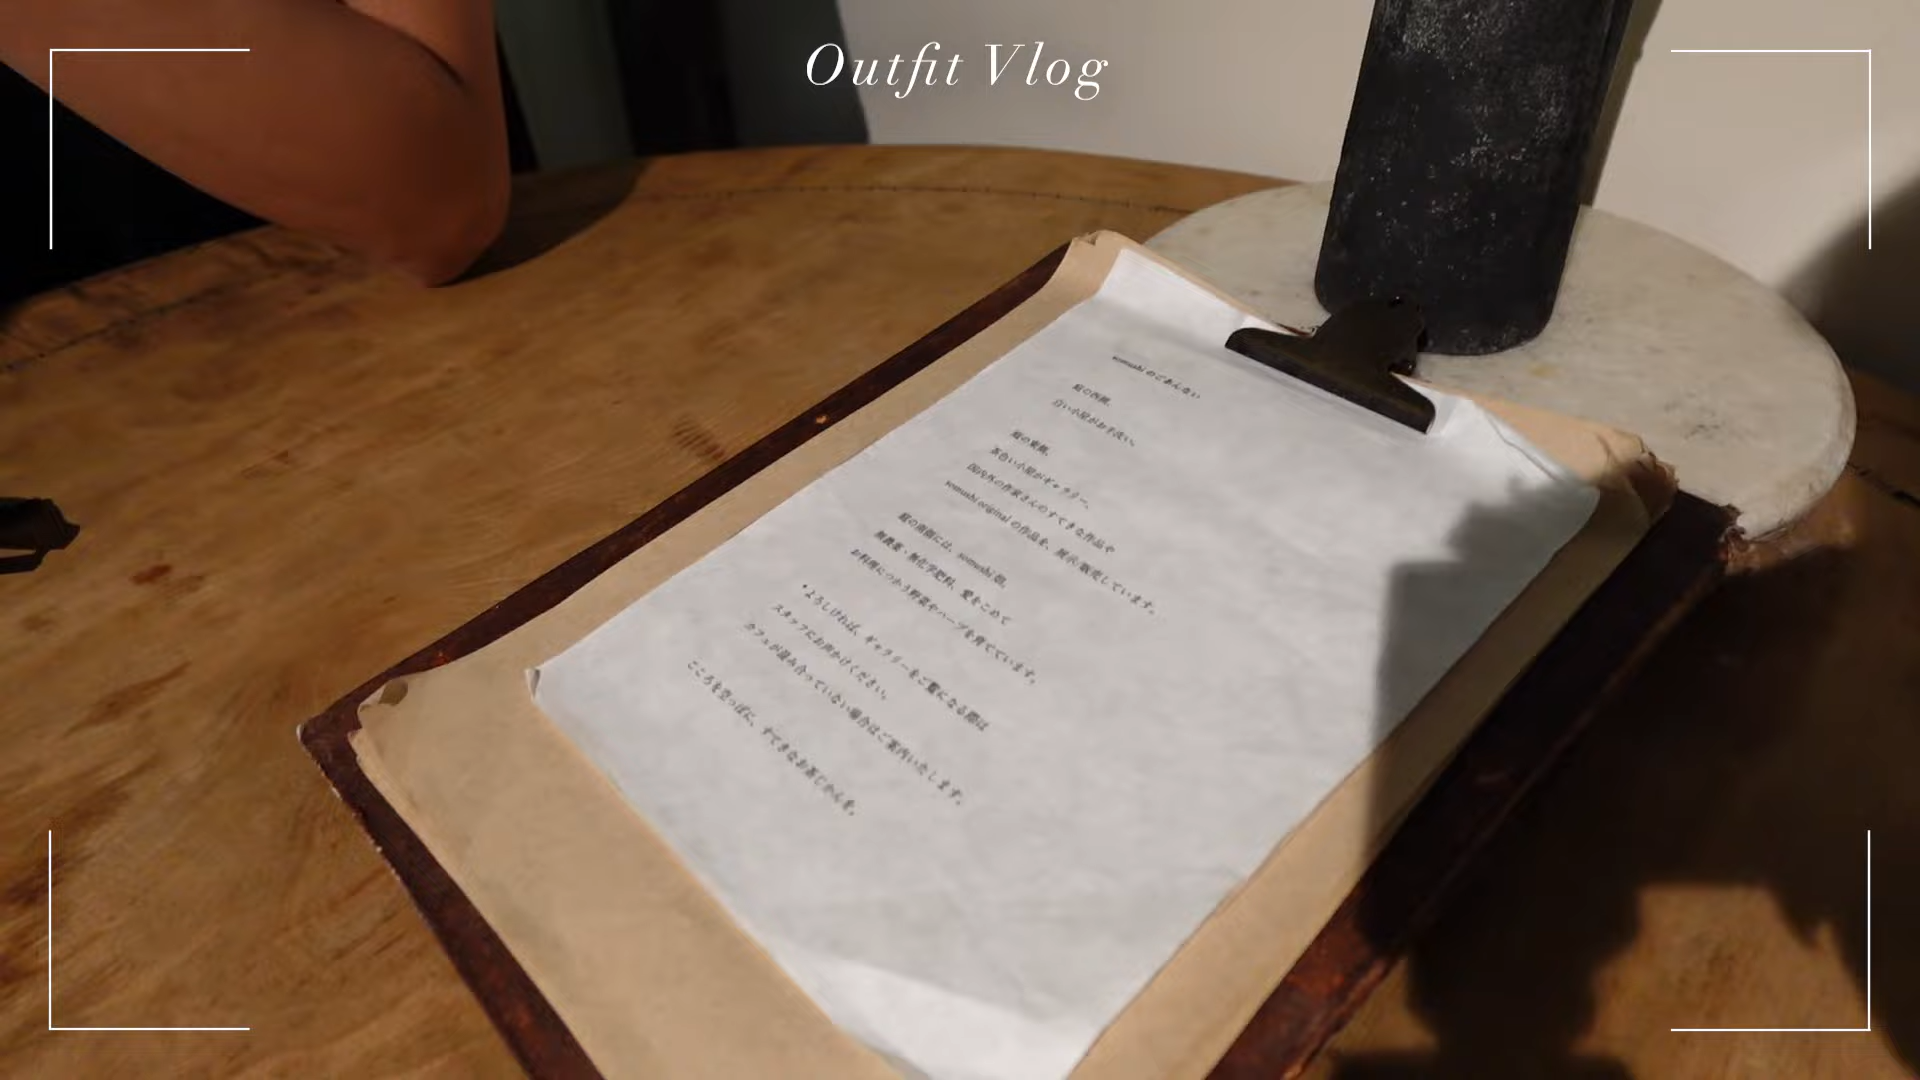 Outfit Vlog
somushi のごあんない
庭の西側、
白い小屋がお手洗い。
庭の東側、
茶色い小屋がギャラリー。
国内外の作家さんのすてきな作品や
somushi original の作品を、展示/販売しています。
庭の南側には、somushi 畑。
無農薬・無化学肥料、愛をこめて
お料理につかう野菜やハーブを育てています。
*よろしければ、ギャラリーをご覧になる際は
スタッフにお声かけください。
カフェが混み合っていない場合はご案内いたします。
こころを空っぽに、すてきなお茶じかんを。